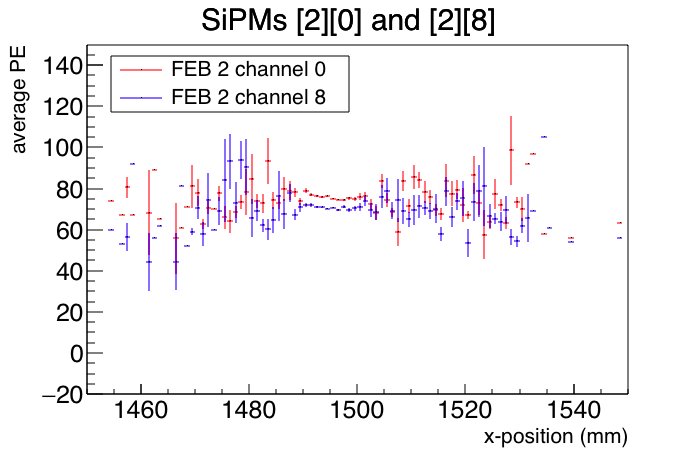 SiPMs [2][0] and [2][8]
average PE
FEB 2 channel 0
FEB 2 channel 8
140
120
100
80
60
40
20
0
−20
1460 1480 1500 1520 1540
x-position (mm)